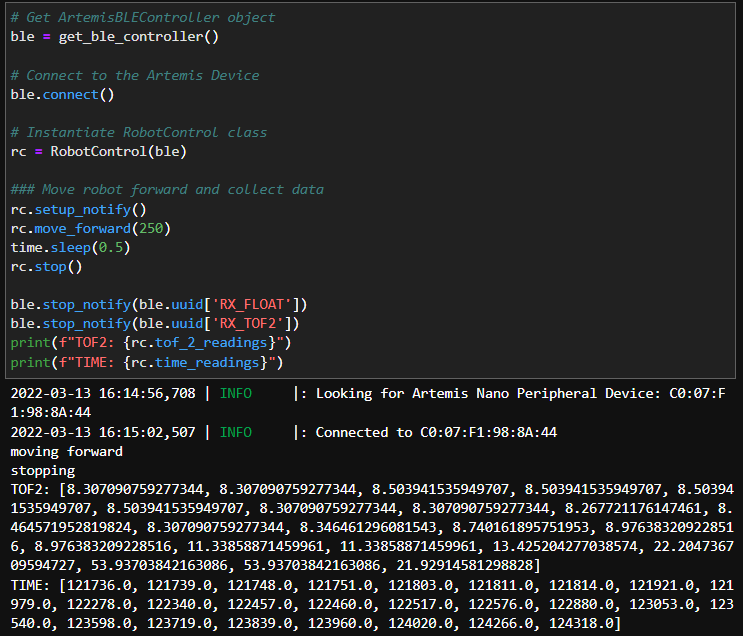 # Get ArtemisBLEController object
ble = get_ble_controller()
# Connect to the Artemis Device
ble.connect()
# Instantiate RobotControl class
rc = RobotControl(ble)
### Move robot forward and collect data
rc.setup_notify()
rc.move_forward(250)
time.sleep(0.5)
rc.stop()
ble.stop_notify(ble.uuid['RX_FLOAT'])
ble.stop_notify(ble.uuid['RX_TOF2'])
print(f"TOF2: {rc.tof_2_readings}")
print(f"TIME: {rc.time_readings}")
2022-03-13 16:14:56,708 | INFO     |: Looking for Artemis Nano Peripheral Device: C0:07:F
1:98:8A:44
2022-03-13 16:15:02,507 | INFO     |: Connected to C0:07:F1:98:8A:44
moving forward
stopping
TOF2: [8.307090759277344, 8.307090759277344, 8.503941535949707, 8.503941535949707, 8.50394
1535949707, 8.503941535949707, 8.307090759277344, 8.307090759277344, 8.267721176147461, 8.
464571952819824, 8.307090759277344, 8.346461296081543, 8.740161895751953, 8.97638320922851
6, 8.976383209228516, 11.33858871459961, 11.33858871459961, 13.425204277038574, 22.2047367
09594727, 53.93703842163086, 53.93703842163086, 21.92914581298828]
TIME: [121736.0, 121739.0, 121748.0, 121751.0, 121803.0, 121811.0, 121814.0, 121921.0, 121
979.0, 122278.0, 122340.0, 122457.0, 122460.0, 122517.0, 122576.0, 122880.0, 123053.0, 123
540.0, 123598.0, 123719.0, 123839.0, 123960.0, 124020.0, 124266.0, 124318.0]